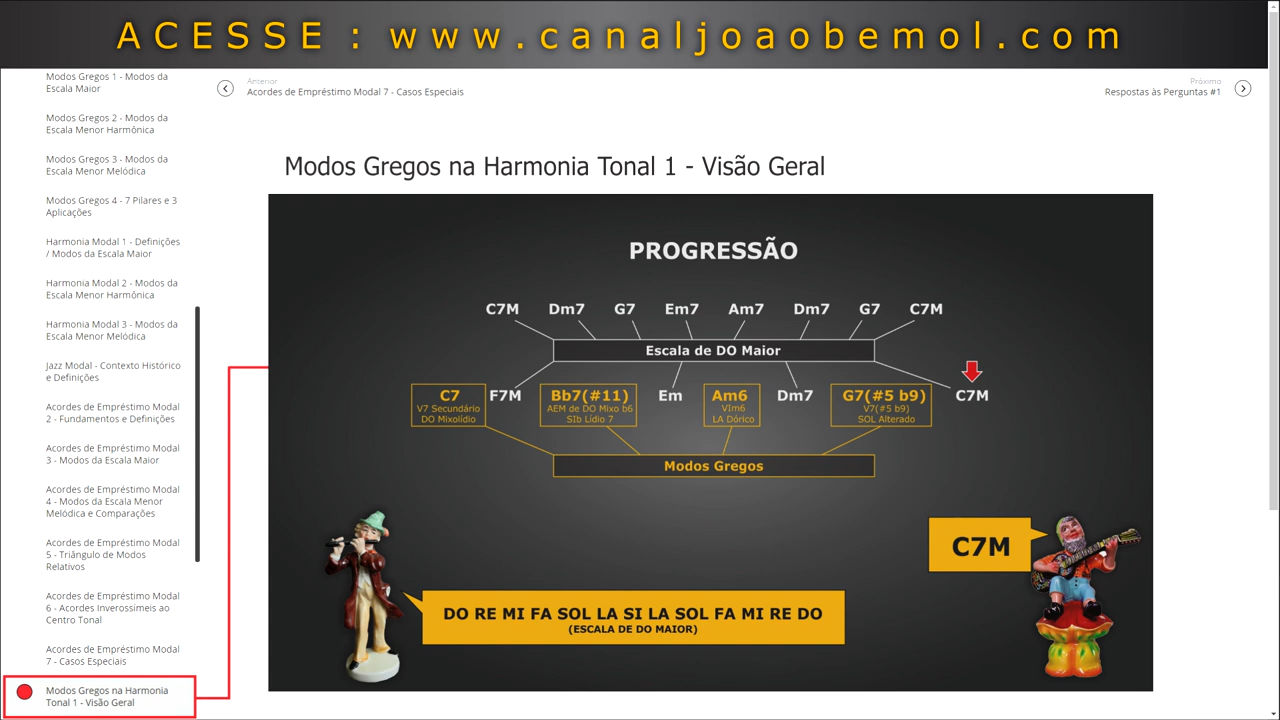 ACESSE : www.canaljoaobemol.com
Modos Gregos 1 - Modos da
Escala Maior
Modos Gregos 2 - Modos da
Escala Menor Harmônica
Modos Gregos 3 - Modos da
Escala Menor Melódica
Modos Gregos 4 - 7 Pilares e 3
Aplicações
Harmonia Modal 1 - Definições
/ Modos da Escala Maior
Harmonia Modal 2 - Modos da
Escala Menor Harmônica
Harmonia Modal 3 - Modos da
Escala Menor Melódica
Jazz Modal - Contexto Histórico
e Definições
Acordes de Empréstimo Modal
2 - Fundamentos e Definições
Acordes de Empréstimo Modal
3 - Modos da Escala Maior
Acordes de Empréstimo Modal
4 - Modos da Escala Menor
Melódica e Comparações
Acordes de Empréstimo Modal
5 - Triângulo de Modos
Relativos
Acordes de Empréstimo Modal
6 - Acordes Inverossímeis ao
Centro Tonal
Acordes de Empréstimo Modal
7 - Casos Especiais
Modos Gregos na Harmonia
Tonal 1 - Visão Geral
Anterior
Acordes de Empréstimo Modal 7 - Casos Especiais
Próximo
Respostas às Perguntas #1
Modos Gregos na Harmonia Tonal 1 - Visão Geral
PROGRESSÃO
C7M Dm7 G7 Em7 Am7 Dm7 G7 C7M
Escala de DO Maior
C7 F7M Bb7(#11) Em Am6 Dm7 G7(#5 b9) C7M
V7 Secundário AEM de DO Mixo b6 VIm6 V7(#5 b9)
DO Mixolídio SIb Lídio 7 LA Dórico SOL Alterado
Modos Gregos
C7M
DO RE MI FA SOL LA SI LA SOL FA MI RE DO
(ESCALA DE DO MAIOR)